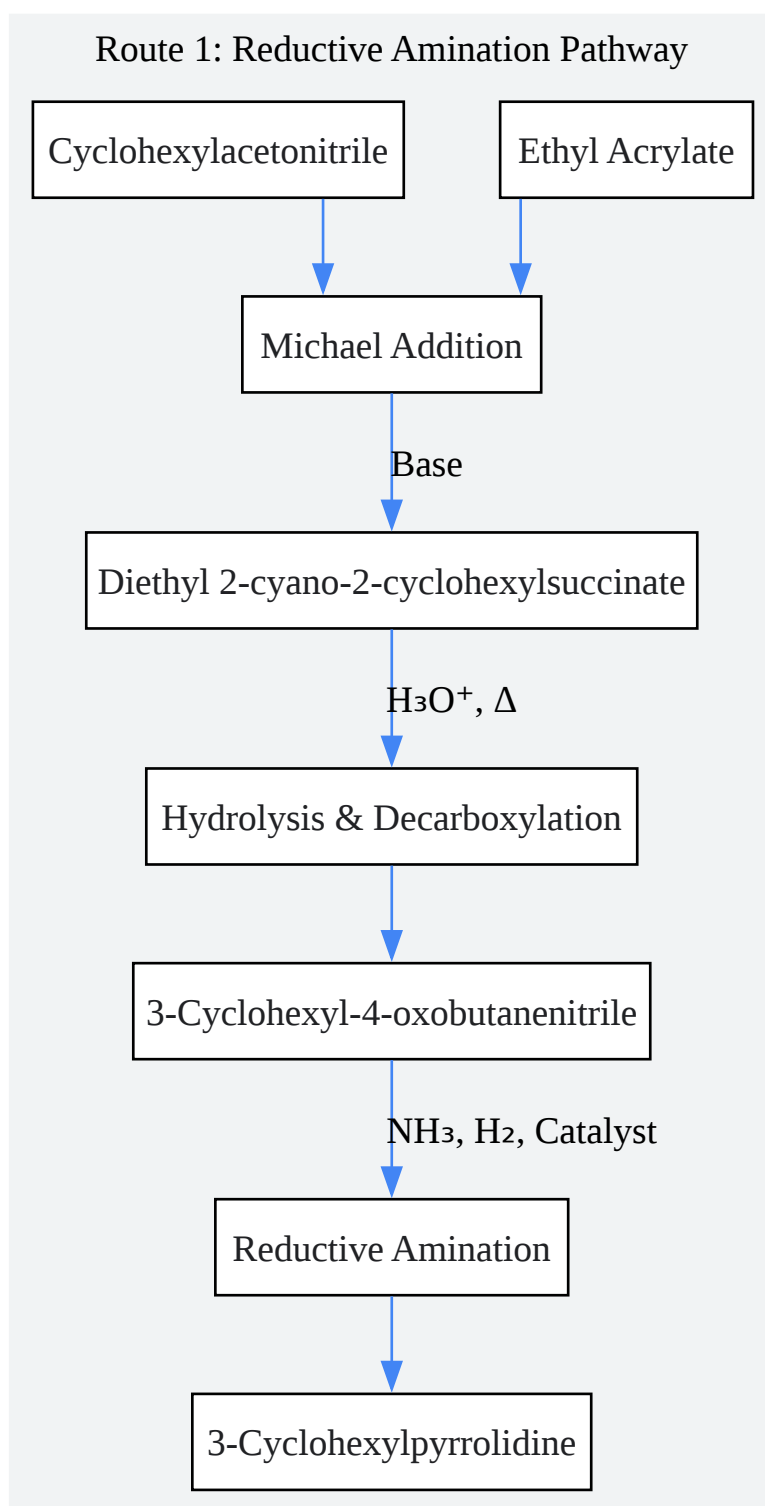 Route 1: Reductive Amination Pathway
Cyclohexylacetonitrile
Ethyl Acrylate
Michael Addition
Base
Diethyl 2-cyano-2-cyclohexylsuccinate
H₃O⁺, Δ
Hydrolysis & Decarboxylation
3-Cyclohexyl-4-oxobutanenitrile
NH₃, H₂, Catalyst
Reductive Amination
3-Cyclohexylpyrrolidine